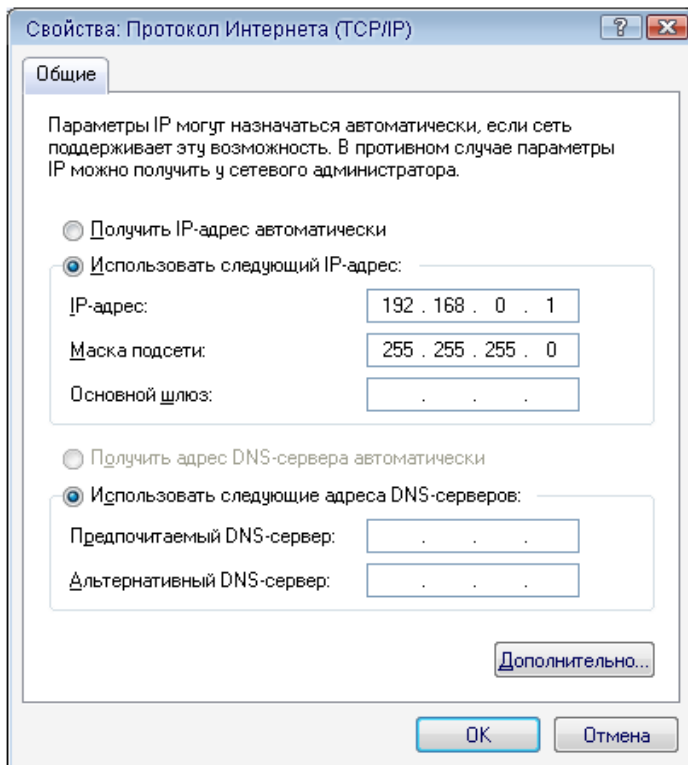 Свойства: Протокол Интернета (TCP/IP)
Общие
Параметры IP могут назначаться автоматически, если сеть
поддерживает эту возможность. В противном случае параметры
IP можно получить у сетевого администратора.
Получить IP-адрес автоматически
Использовать следующий IP-адрес:
IP-адрес: 192 . 168 . 0 . 1
Маска подсети: 255 . 255 . 255 . 0
Основной шлюз: . . .
Получить адрес DNS-сервера автоматически
Использовать следующие адреса DNS-серверов:
Предпочитаемый DNS-сервер: . . .
Альтернативный DNS-сервер: . . .
Дополнительно...
OK Отмена